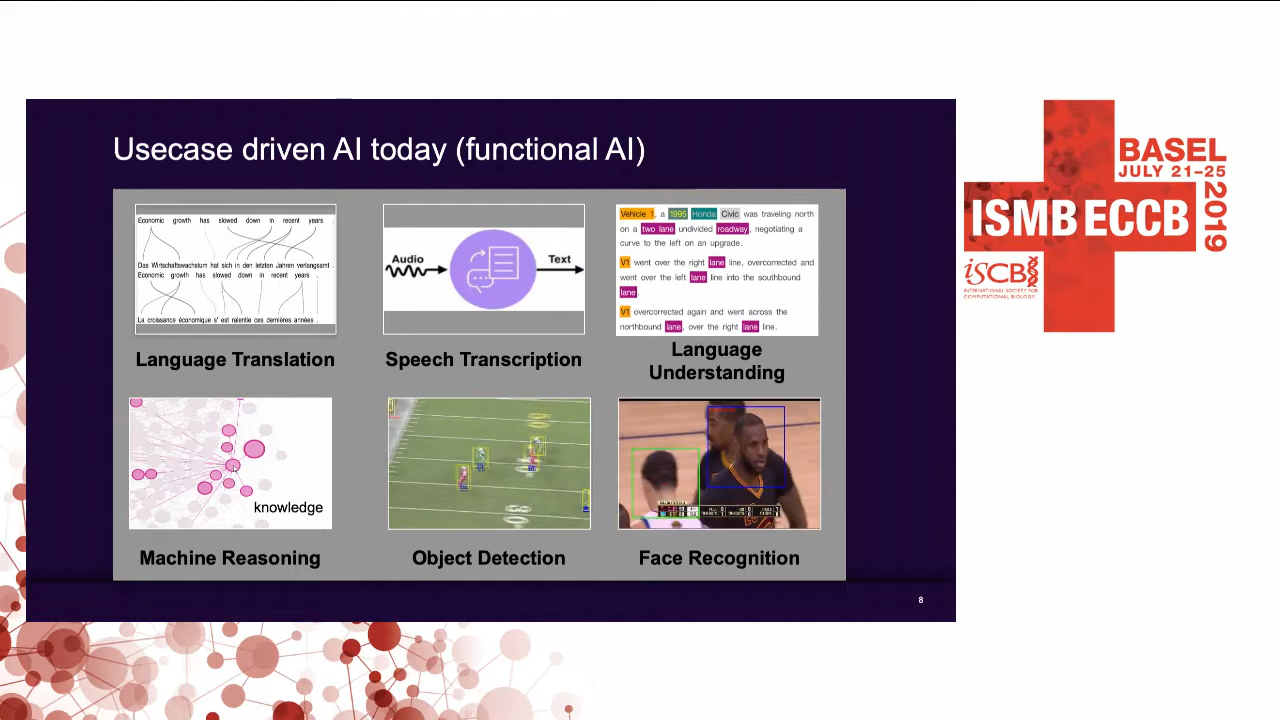 Usecase driven AI today (functional AI)
Economic growth has slowed down in recent years .
Das Wirtschaftswachstum hat sich in den letzten Jahren verlangsamt .
Economic growth has slowed down in recent years .
La croissance économique s' est ralentie ces dernières années .
Language Translation
Audio
Text
Speech Transcription
Vehicle 1, a 1995 Honda Civic was traveling north
on a two lane undivided roadway, negotiating a
curve to the left on an upgrade.
V1 went over the right lane line, overcorrected and
went over the left lane line into the southbound
lane.
V1 overcorrected again and went across the
northbound lane, over the right lane line.
Language
Understanding
knowledge
Machine Reasoning
Object Detection
Face Recognition
8
BASEL
JULY 21–25
2019
ISMB ECCB
iSCB
INTERNATIONAL SOCIETY FOR
COMPUTATIONAL BIOLOGY